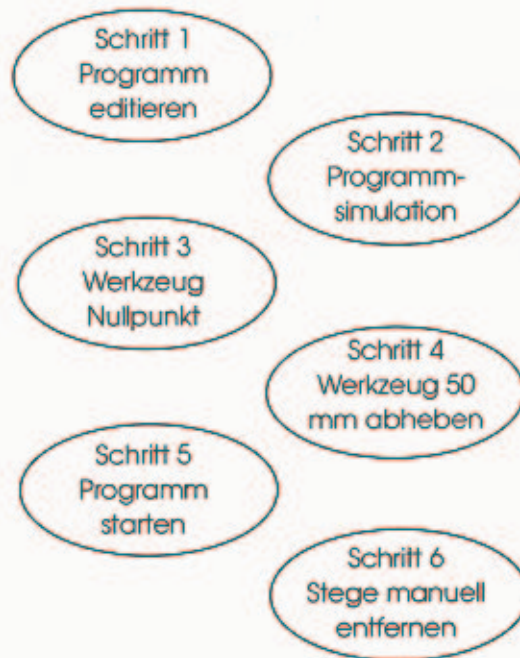 Schritt 1
Programm
editieren
Schritt 2
Programm-
simulation
Schritt 3
Werkzeug
Nullpunkt
Schritt 4
Werkzeug 50
mm abheben
Schritt 5
Programm
starten
Schritt 6
Stege manuell
entfernen